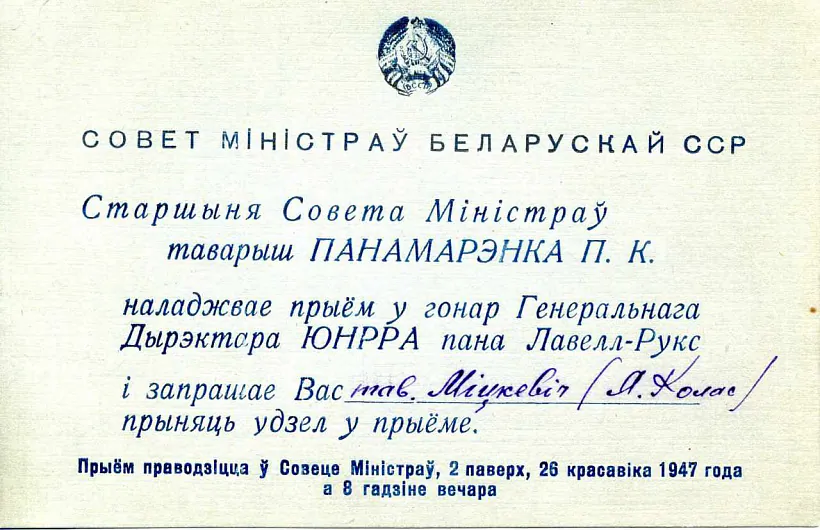 БССР
СОВЕТ МІНІСТРАЎ БЕЛАРУСКАЙ ССР
Старшыня Совета Міністраў
таварыш ПАНАМАРЭНКА П. К.
наладжвае прыём у гонар Генеральнага
Дырэктара ЮНРРА пана Лавелл-Рукс
і запрашае Вас тав. Міцкевіч (Я. Колас)
прыняць удзел у прыёме.
Прыём праводзіцца ў Созеце Міністраў, 2 паверх, 26 красавіка 1947 года
а 8 гадзіне вечара